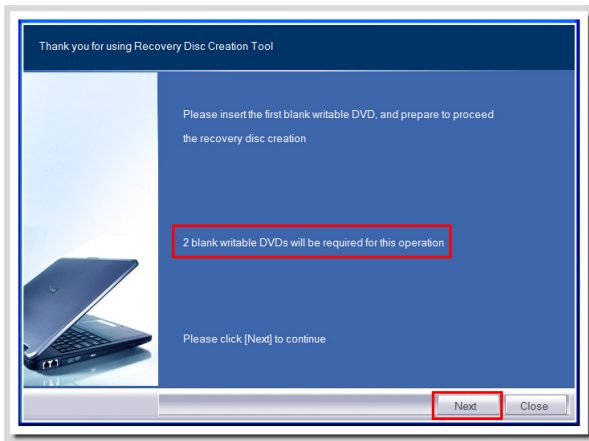 Thank you for using Recovery Disc Creation Tool
Please insert the first blank writable DVD, and prepare to proceed
the recovery disc creation
2 blank writable DVDs will be required for this operation
Please click [Next] to continue
Next
Close